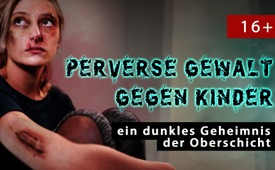 16+
PERVERSE GEWALT
GEGEN KINDER
ein dunkles Geheimnis
der Oberschicht